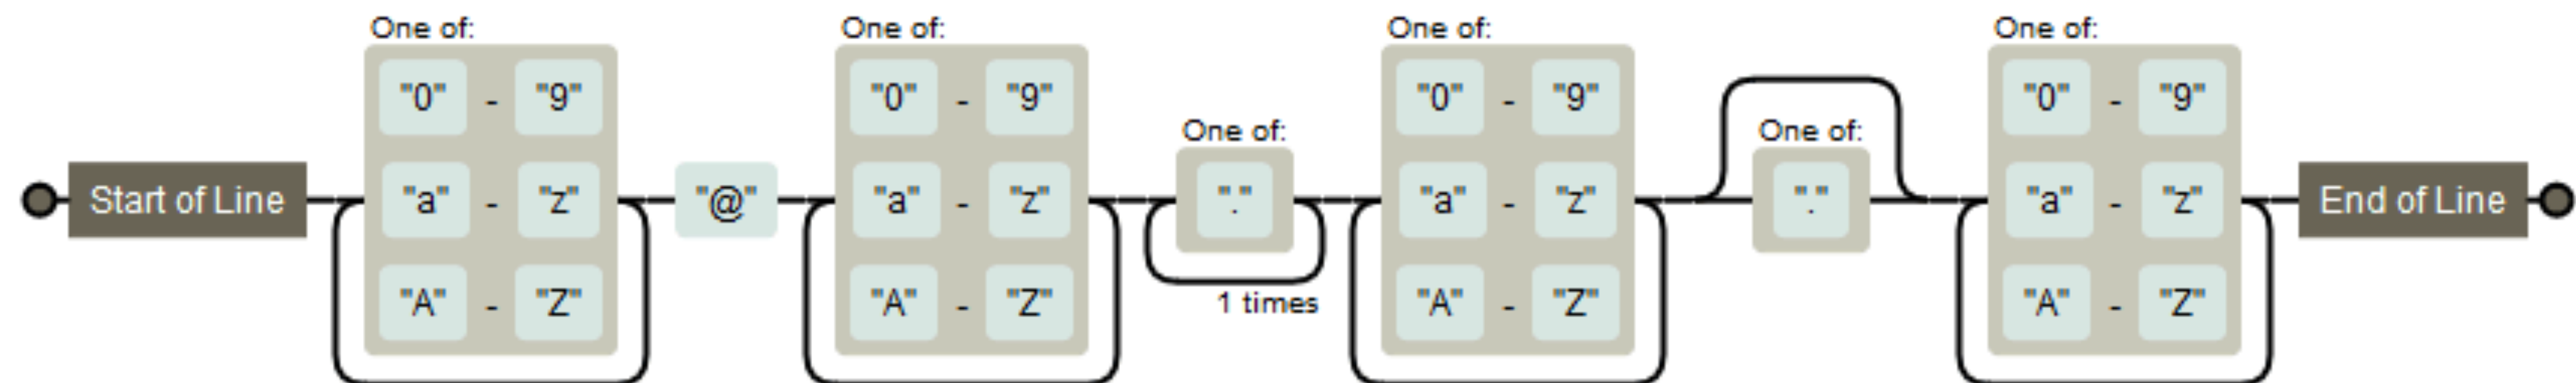 One of:
"0" - "9"
"a" - "z"
"A" - "Z"
One of:
"0" - "9"
"a" - "z"
"A" - "Z"
One of:
"0" - "9"
"a" - "z"
"A" - "Z"
One of:
"0" - "9"
"a" - "z"
"A" - "Z"
Start of Line
"@"
One of:
"."
1 times
One of:
"."
End of Line